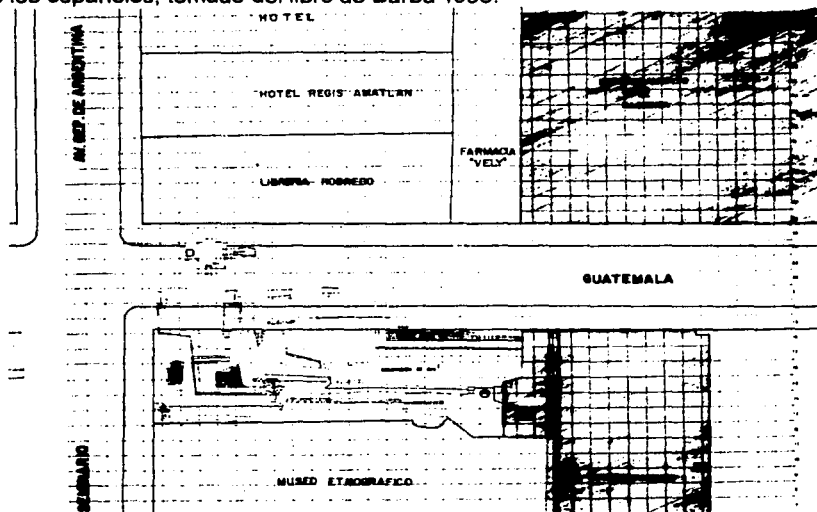 los españoles, tomado del libro de Barba 1998.
HOTEL
AV. REP. DE ARGENTINA
HOTEL REGIS AMATLAN
FARMACIA
"VELY"
LIBRERIA ROBREDO
GUATEMALA
SEMINARIO
MUSEO ETNOGRAFICO